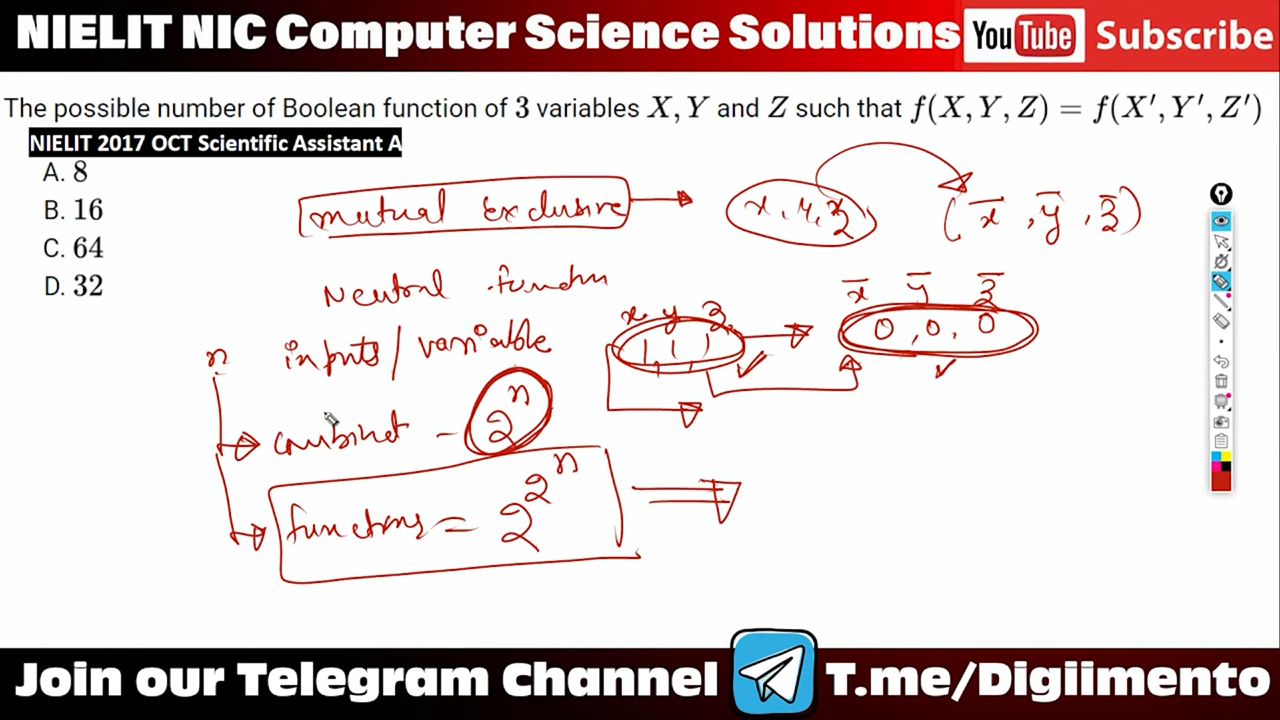 NIELIT NIC Computer Science Solutions YouTube Subscribe
The possible number of Boolean function of 3 variables X, Y and Z such that f(X, Y, Z) = f(X′, Y′, Z′)
NIELIT 2017 OCT Scientific Assistant A
A. 8
B. 16
C. 64
D. 32
mutual exclusive
x, y, z
(x̅, y̅, z̅)
Neutral function
x y z
x̅ y̅ z̅
1, 1, 1
0, 0, 0
n inputs/variable
combinet – 2ⁿ
functions = 2^2^n
Join our Telegram Channel T.me/Digiimento